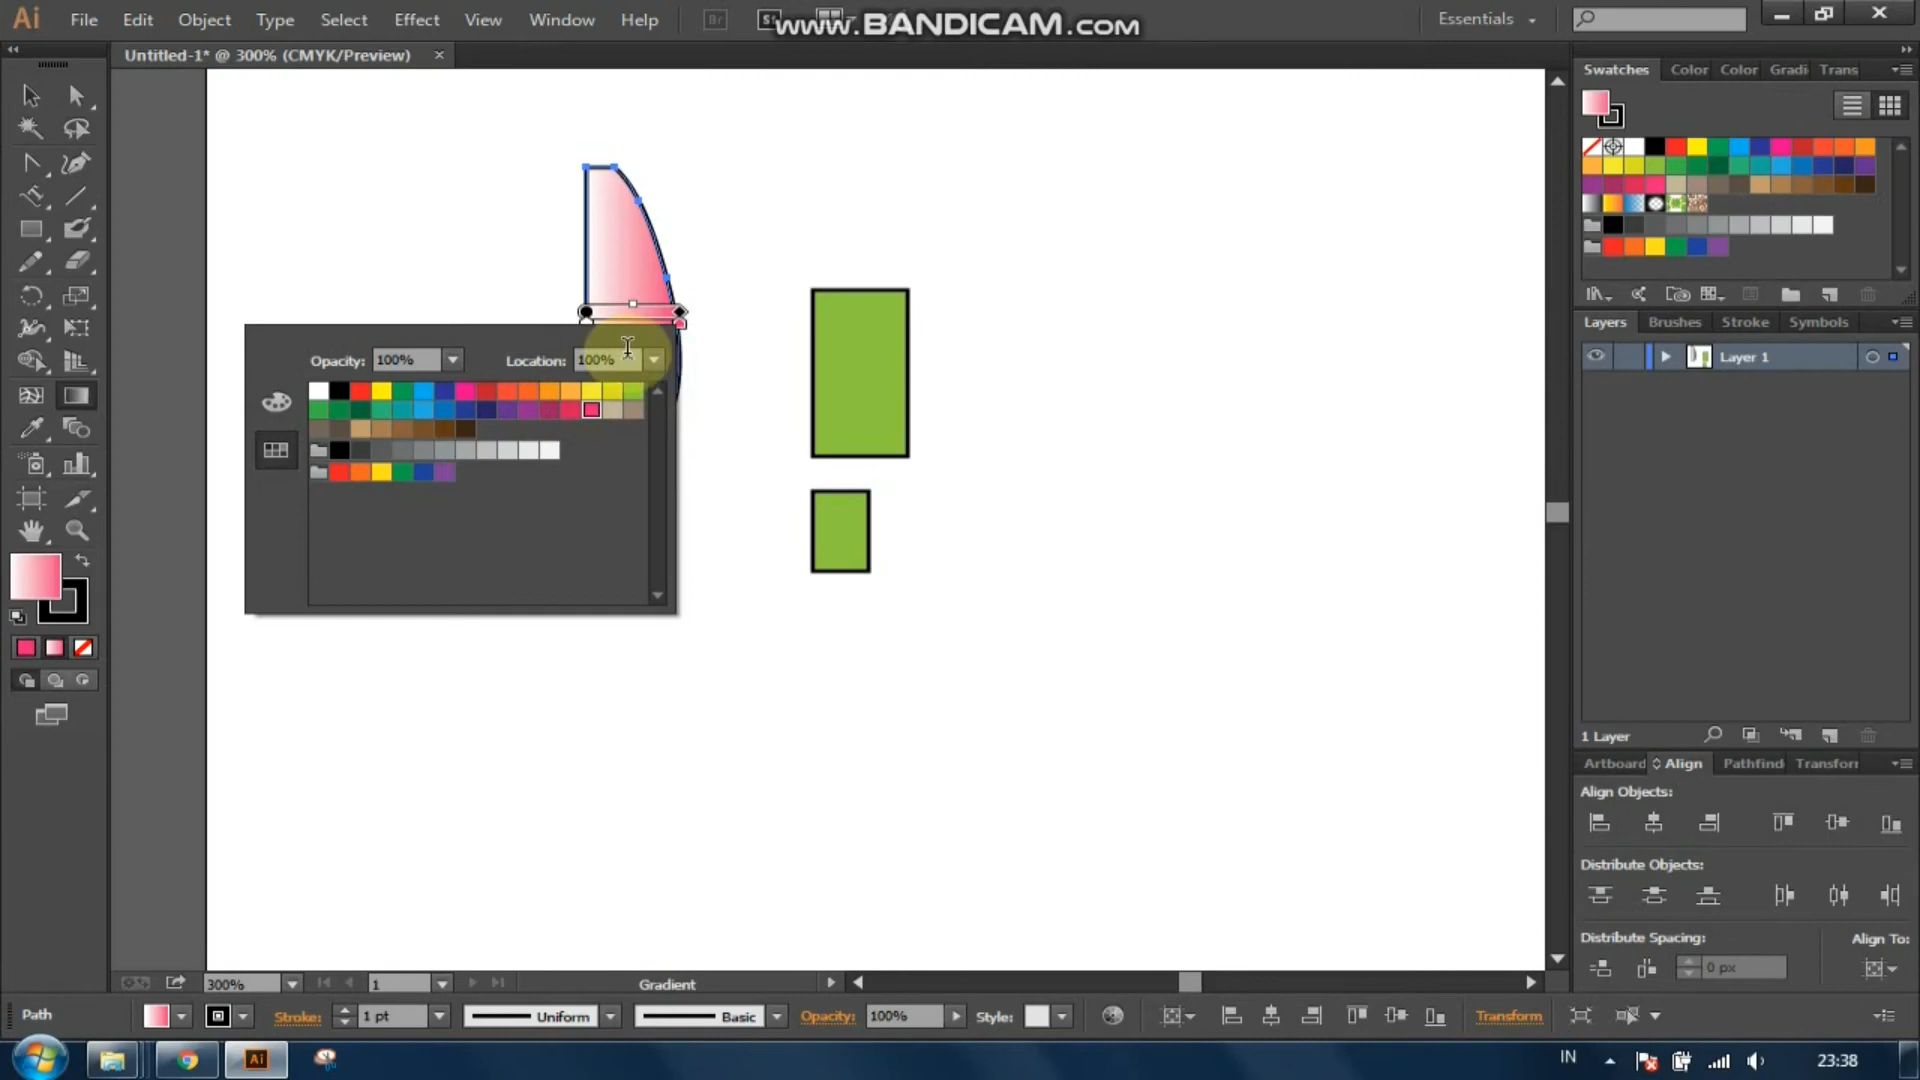 Ai File Edit Object Type Select Effect View Window Help Br St www.BANDICAM.com Essentials
Untitled-1* @ 300% (CMYK/Preview)
Swatches Color Color Gradi Trans
Opacity: 100% Location: 100%
Layers Brushes Stroke Symbols
Layer 1
1 Layer
Artboard Align Pathfind Transforr
Align Objects:
Distribute Objects:
Distribute Spacing: Align To:
0 px
300% 1 Gradient
Path Stroke: 1 pt Uniform Basic Opacity: 100% Style: Transform
Ai IN 23:38